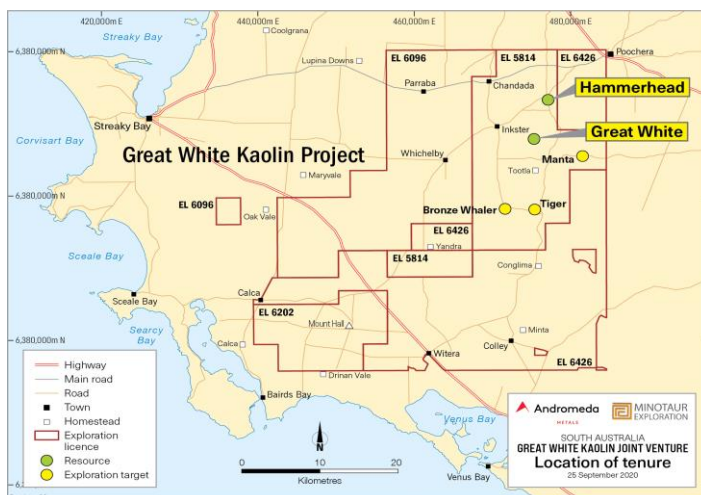 420,000m E
440,000m E
460,000m E
480,000m E
6,380,000m N
Streaky Bay
Coolgrana
Lupina Downs
EL 6096
EL 5814
EL 6426
Poochera
Parraba
Chandada
Hammerhead
Streaky Bay
Corvisart Bay
Great White Kaolin Project
Inkster
Great White
Whichelby
Manta
Maryvale
Tootla
6,380,000m N
EL 6096
Oak Vale
Bronze Whaler
Tiger
EL 6426
Yandra
Sceale Bay
EL 5814
Conglima
Sceale Bay
Calca
EL 6202
Searcy
Bay
Mount Hall
Minta
6,380,000m N
Calca
Colley
Witera
EL 6426
Drinan Vale
Bairds Bay
Venus Bay
Venus Bay
Highway
Main road
Road
Town
Homestead
Exploration
licence
Resource
Exploration target
N
0
10
20
Kilometres
Andromeda
METALS
MINOTAUR
EXPLORATION
SOUTH AUSTRALIA
GREAT WHITE KAOLIN JOINT VENTURE
Location of tenure
25 September 2020